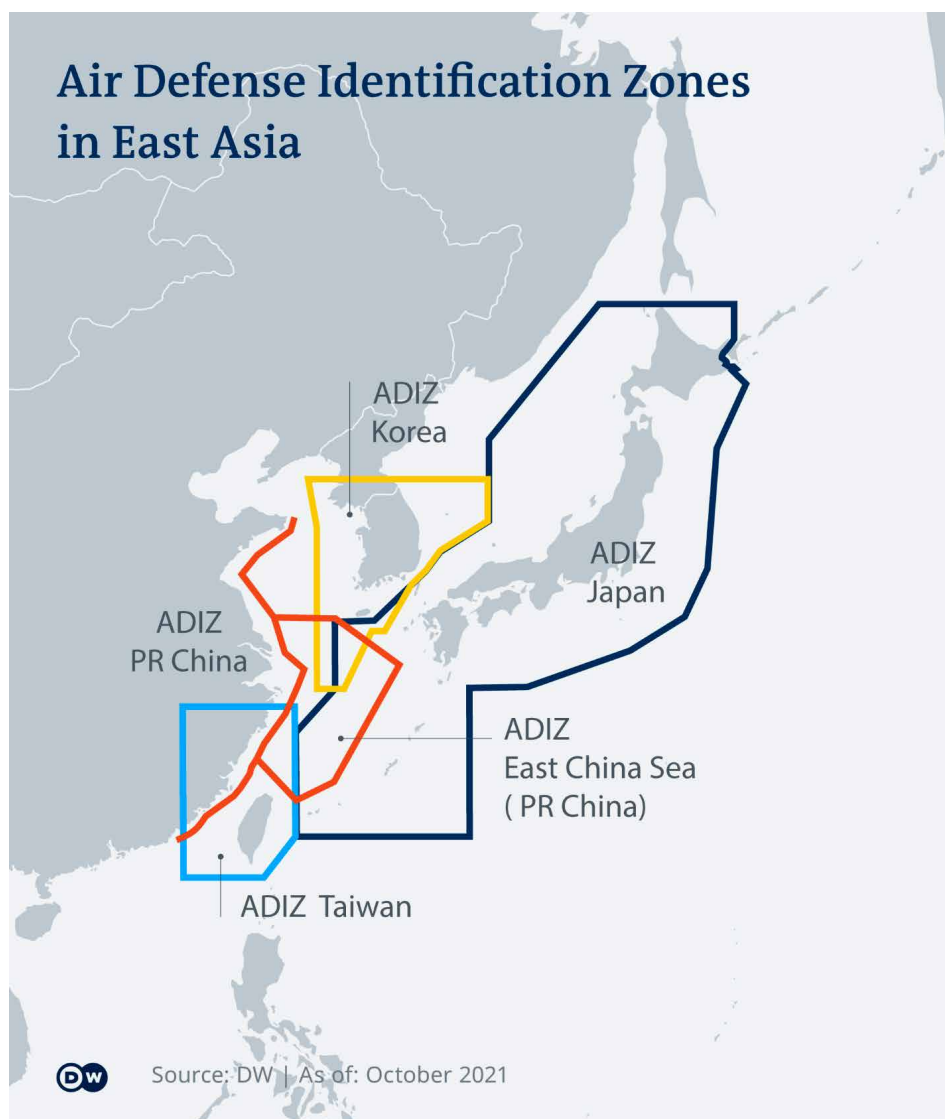 Air Defense Identification Zones
in East Asia
ADIZ
Korea
ADIZ
Japan
ADIZ
PR China
ADIZ
East China Sea
( PR China)
ADIZ Taiwan
DW
Source: DW | As of: October 2021